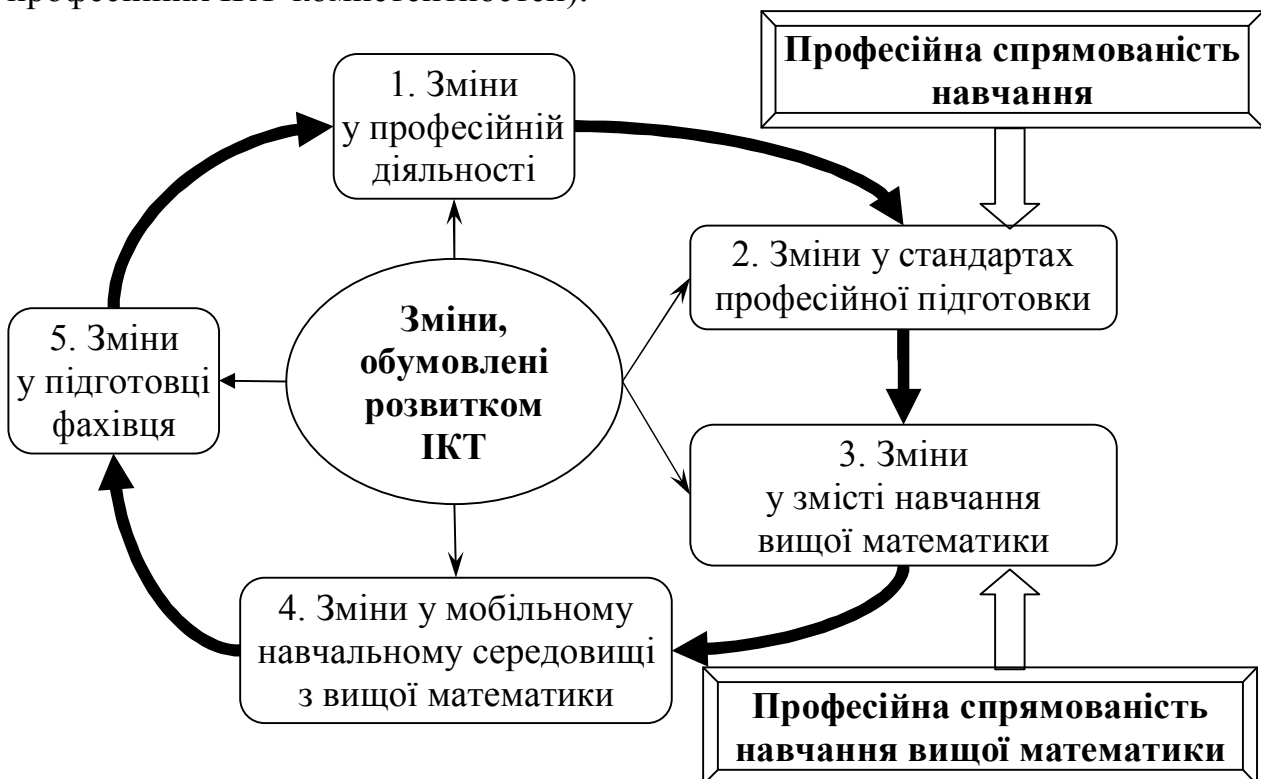 Професійна спрямованість
навчання
1. Зміни
у професійній
діяльності
2. Зміни у стандартах
професійної підготовки
Зміни,
обумовлені
розвитком
ІКТ
5. Зміни
у підготовці
фахівця
3. Зміни
у змісті навчання
вищої математики
4. Зміни у мобільному
навчальному середовищі
з вищої математики
Професійна спрямованість
навчання вищої математики